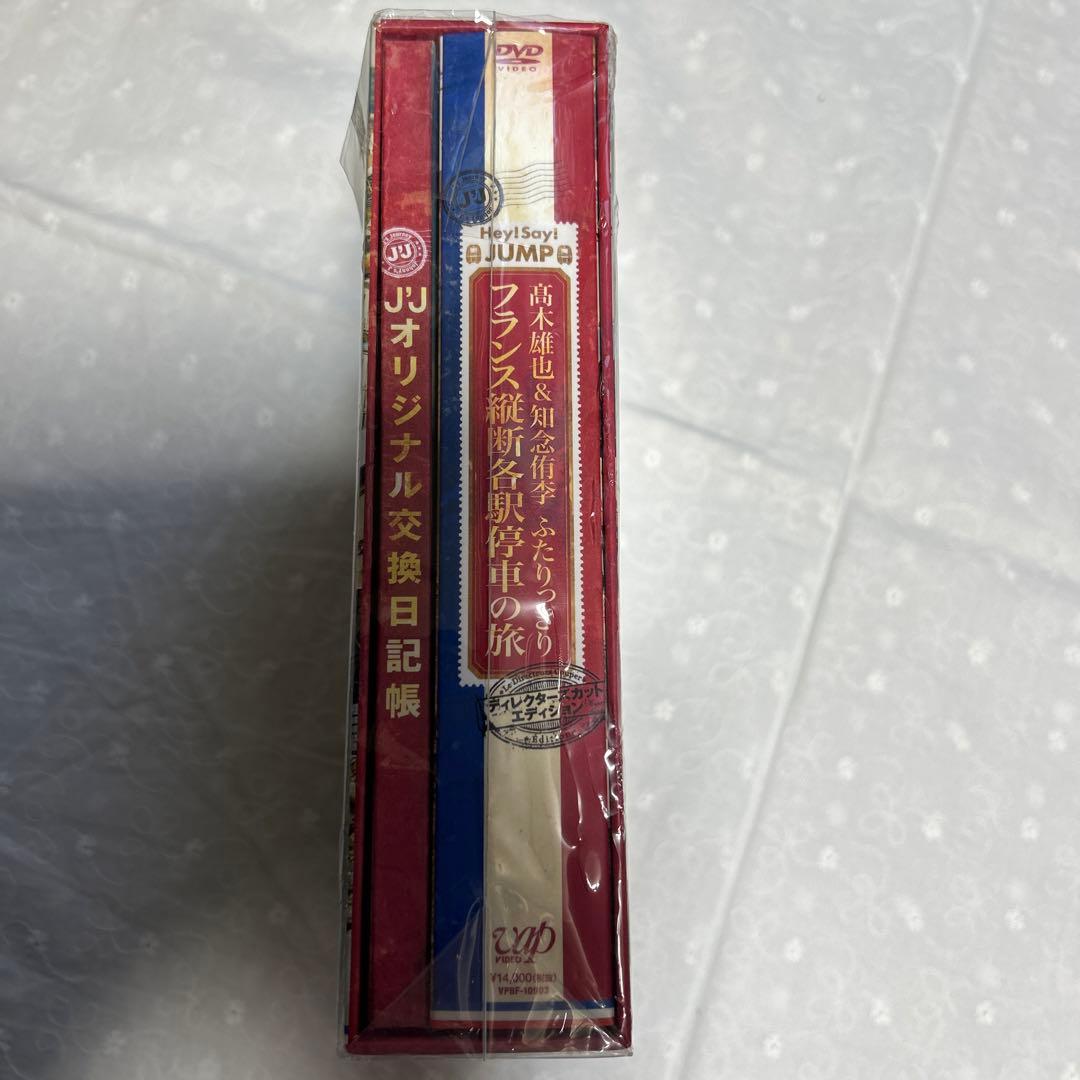 DVD
VIDEO
J'J
Hey!Say!
JUMP
髙木雄也&知念侑李 ふたりっきり
フランス縦断各駅停車の旅
ディレクターズカット
エディション
J'J
J'Jオリジナル交換日記帳
vap
VIDEO
¥14,000(税抜)